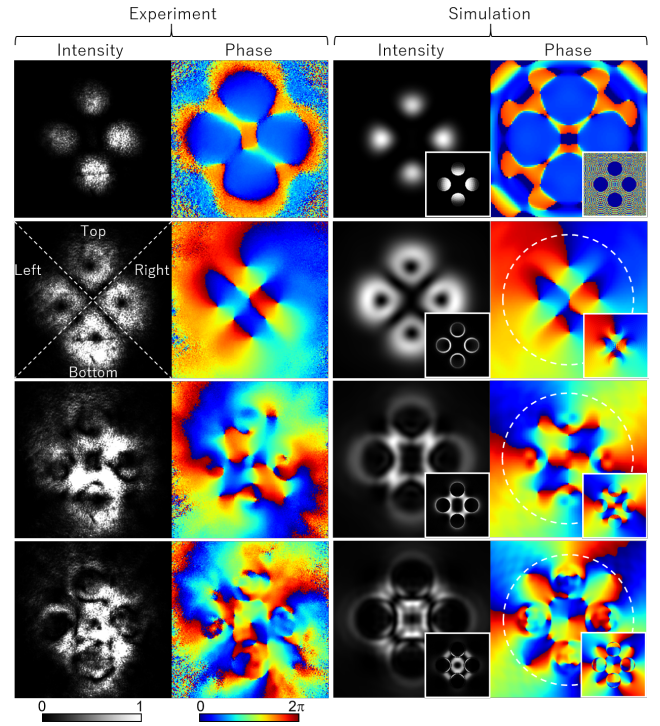 Experiment Simulation
Intensity Phase Intensity Phase
Top
Left Right
Bottom
0 1 0 2π